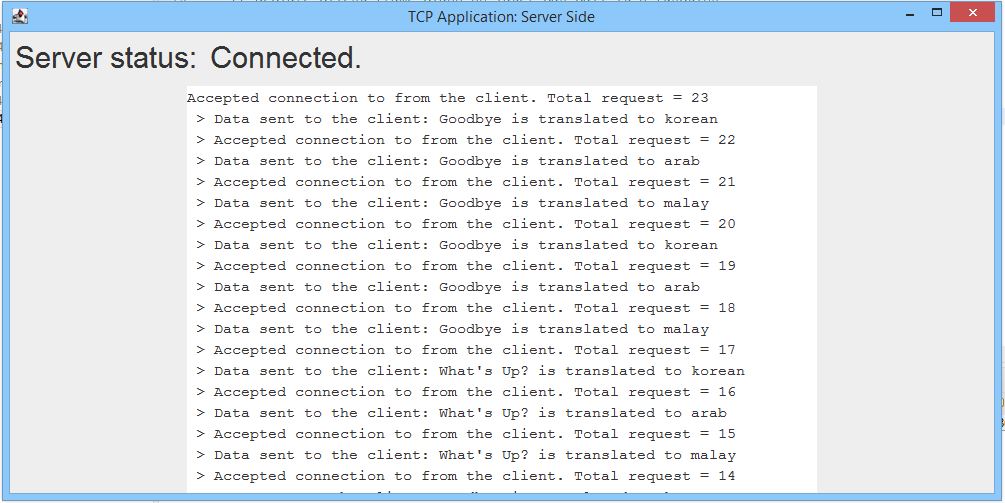 TCP Application: Server Side
Server status: Connected.
Accepted connection to from the client. Total request = 23
> Data sent to the client: Goodbye is translated to korean
> Accepted connection to from the client. Total request = 22
> Data sent to the client: Goodbye is translated to arab
> Accepted connection to from the client. Total request = 21
> Data sent to the client: Goodbye is translated to malay
> Accepted connection to from the client. Total request = 20
> Data sent to the client: Goodbye is translated to korean
> Accepted connection to from the client. Total request = 19
> Data sent to the client: Goodbye is translated to arab
> Accepted connection to from the client. Total request = 18
> Data sent to the client: Goodbye is translated to malay
> Accepted connection to from the client. Total request = 17
> Data sent to the client: What's Up? is translated to korean
> Accepted connection to from the client. Total request = 16
> Data sent to the client: What's Up? is translated to arab
> Accepted connection to from the client. Total request = 15
> Data sent to the client: What's Up? is translated to malay
> Accepted connection to from the client. Total request = 14